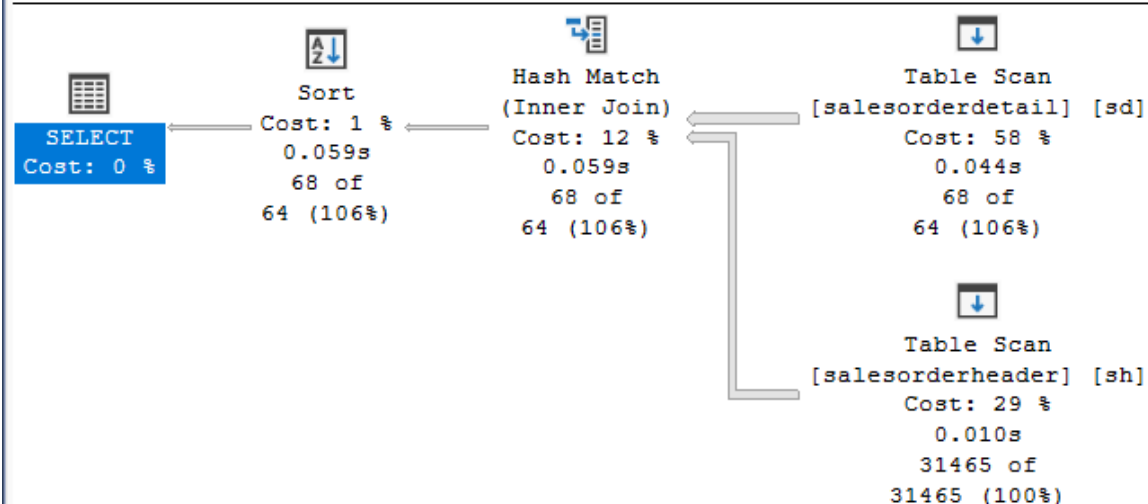 SELECT
Cost: 0 %
Sort
Cost: 1 %
0.059s
68 of
64 (106%)
Hash Match
(Inner Join)
Cost: 12 %
0.059s
68 of
64 (106%)
Table Scan
[salesorderdetail] [sd]
Cost: 58 %
0.044s
68 of
64 (106%)
Table Scan
[salesorderheader] [sh]
Cost: 29 %
0.010s
31465 of
31465 (100%)